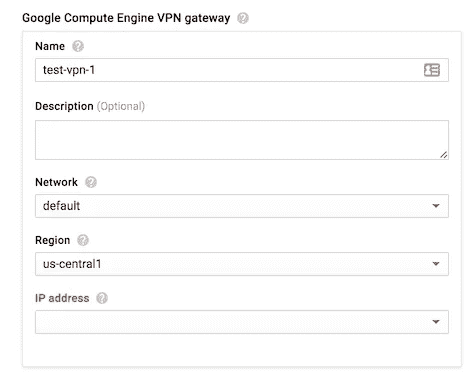 Google Compute Engine VPN gateway ?
Name ?
test-vpn-1
Description (Optional)
Network ?
default
Region ?
us-central1
IP address ?